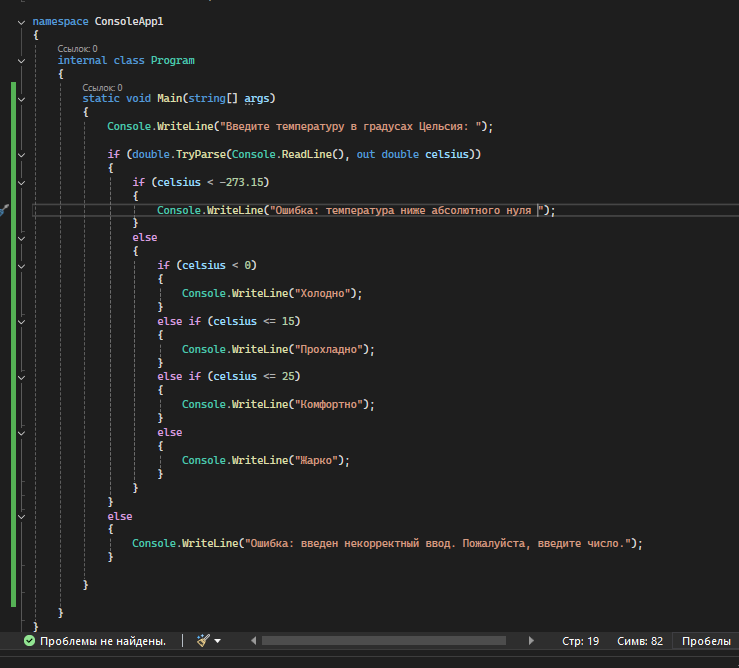 namespace ConsoleApp1
{
Ссылок: 0
internal class Program
{
Ссылок: 0
static void Main(string[] args)
{
Console.WriteLine("Введите температуру в градусах Цельсия: ");
if (double.TryParse(Console.ReadLine(), out double celsius))
{
if (celsius < -273.15)
{
Console.WriteLine("Ошибка: температура ниже абсолютного нуля ");
}
else
{
if (celsius < 0)
{
Console.WriteLine("Холодно");
}
else if (celsius <= 15)
{
Console.WriteLine("Прохладно");
}
else if (celsius <= 25)
{
Console.WriteLine("Комфортно");
}
else
{
Console.WriteLine("Жарко");
}
}
}
else
{
Console.WriteLine("Ошибка: введен некорректный ввод. Пожалуйста, введите число.");
}
}
}
}
Проблемы не найдены. Стр: 19 Симв: 82 Пробелы